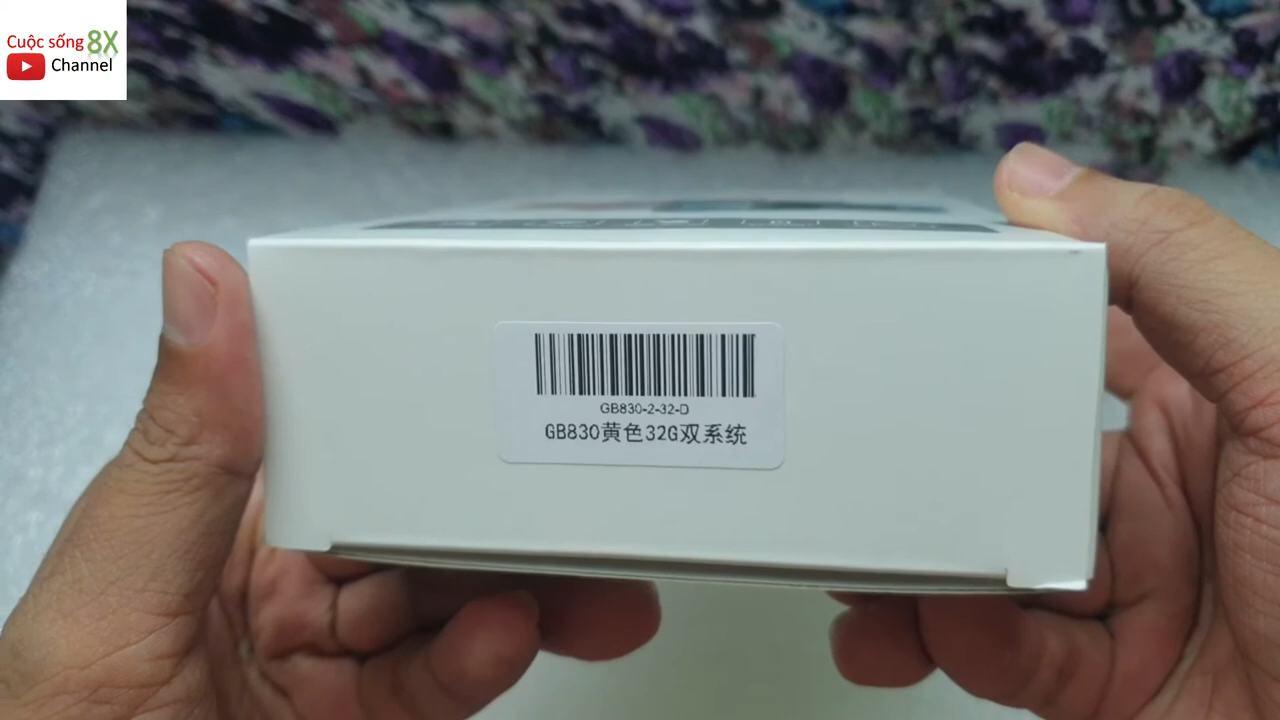 Cuộc sống 8X
Channel
GB830-2-32-D
GB830黄色32G双系统